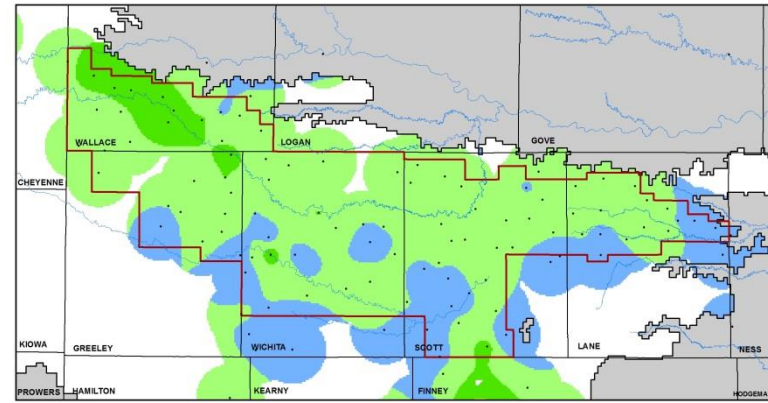 WALLACE
LOGAN
GOVE
CHEYENNE
KIOWA
GREELEY
WICHITA
SCOTT
LANE
NESS
PROWERS
HAMILTON
KEARNY
FINNEY
HODGEMA